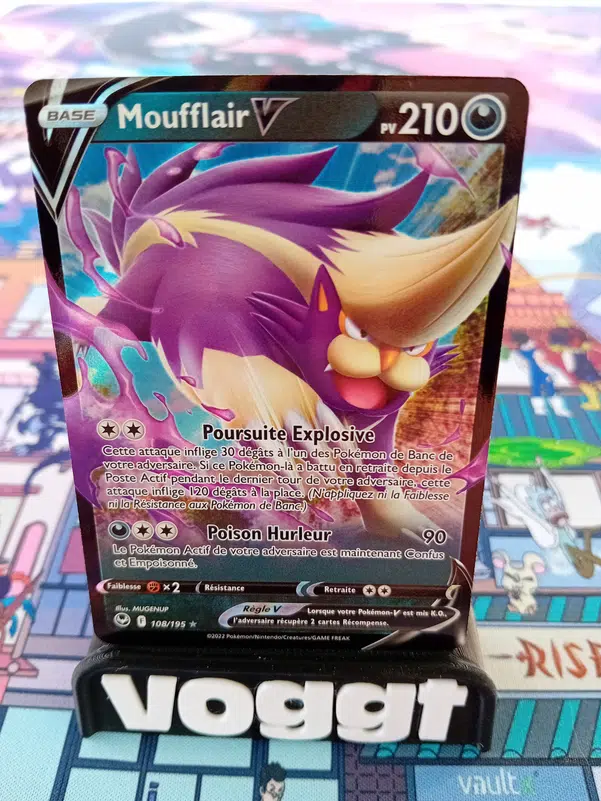 BASE Moufflair V PV 210
Poursuite Explosive
Cette attaque inflige 30 dégâts à l'un des Pokémon de Banc de
votre adversaire. Si ce Pokémon-là a battu en retraite depuis le
Poste Actif pendant le dernier tour de votre adversaire, cette
attaque inflige 120 dégâts à la place. (N'appliquez ni la Faiblesse
ni la Résistance aux Pokémon de Banc.)
Poison Hurleur 90
Le Pokémon Actif de votre adversaire est maintenant Confus
et Empoisonné.
Faiblesse ×2 Résistance Retraite
Illus. MUGENUP
Règle V Lorsque votre Pokémon-V est mis K.O.,
l'adversaire récupère 2 cartes Récompense.
F 108/195 ★
©2022 Pokémon/Nintendo/Creatures/GAME FREAK
Voggt
RISE
vaultx